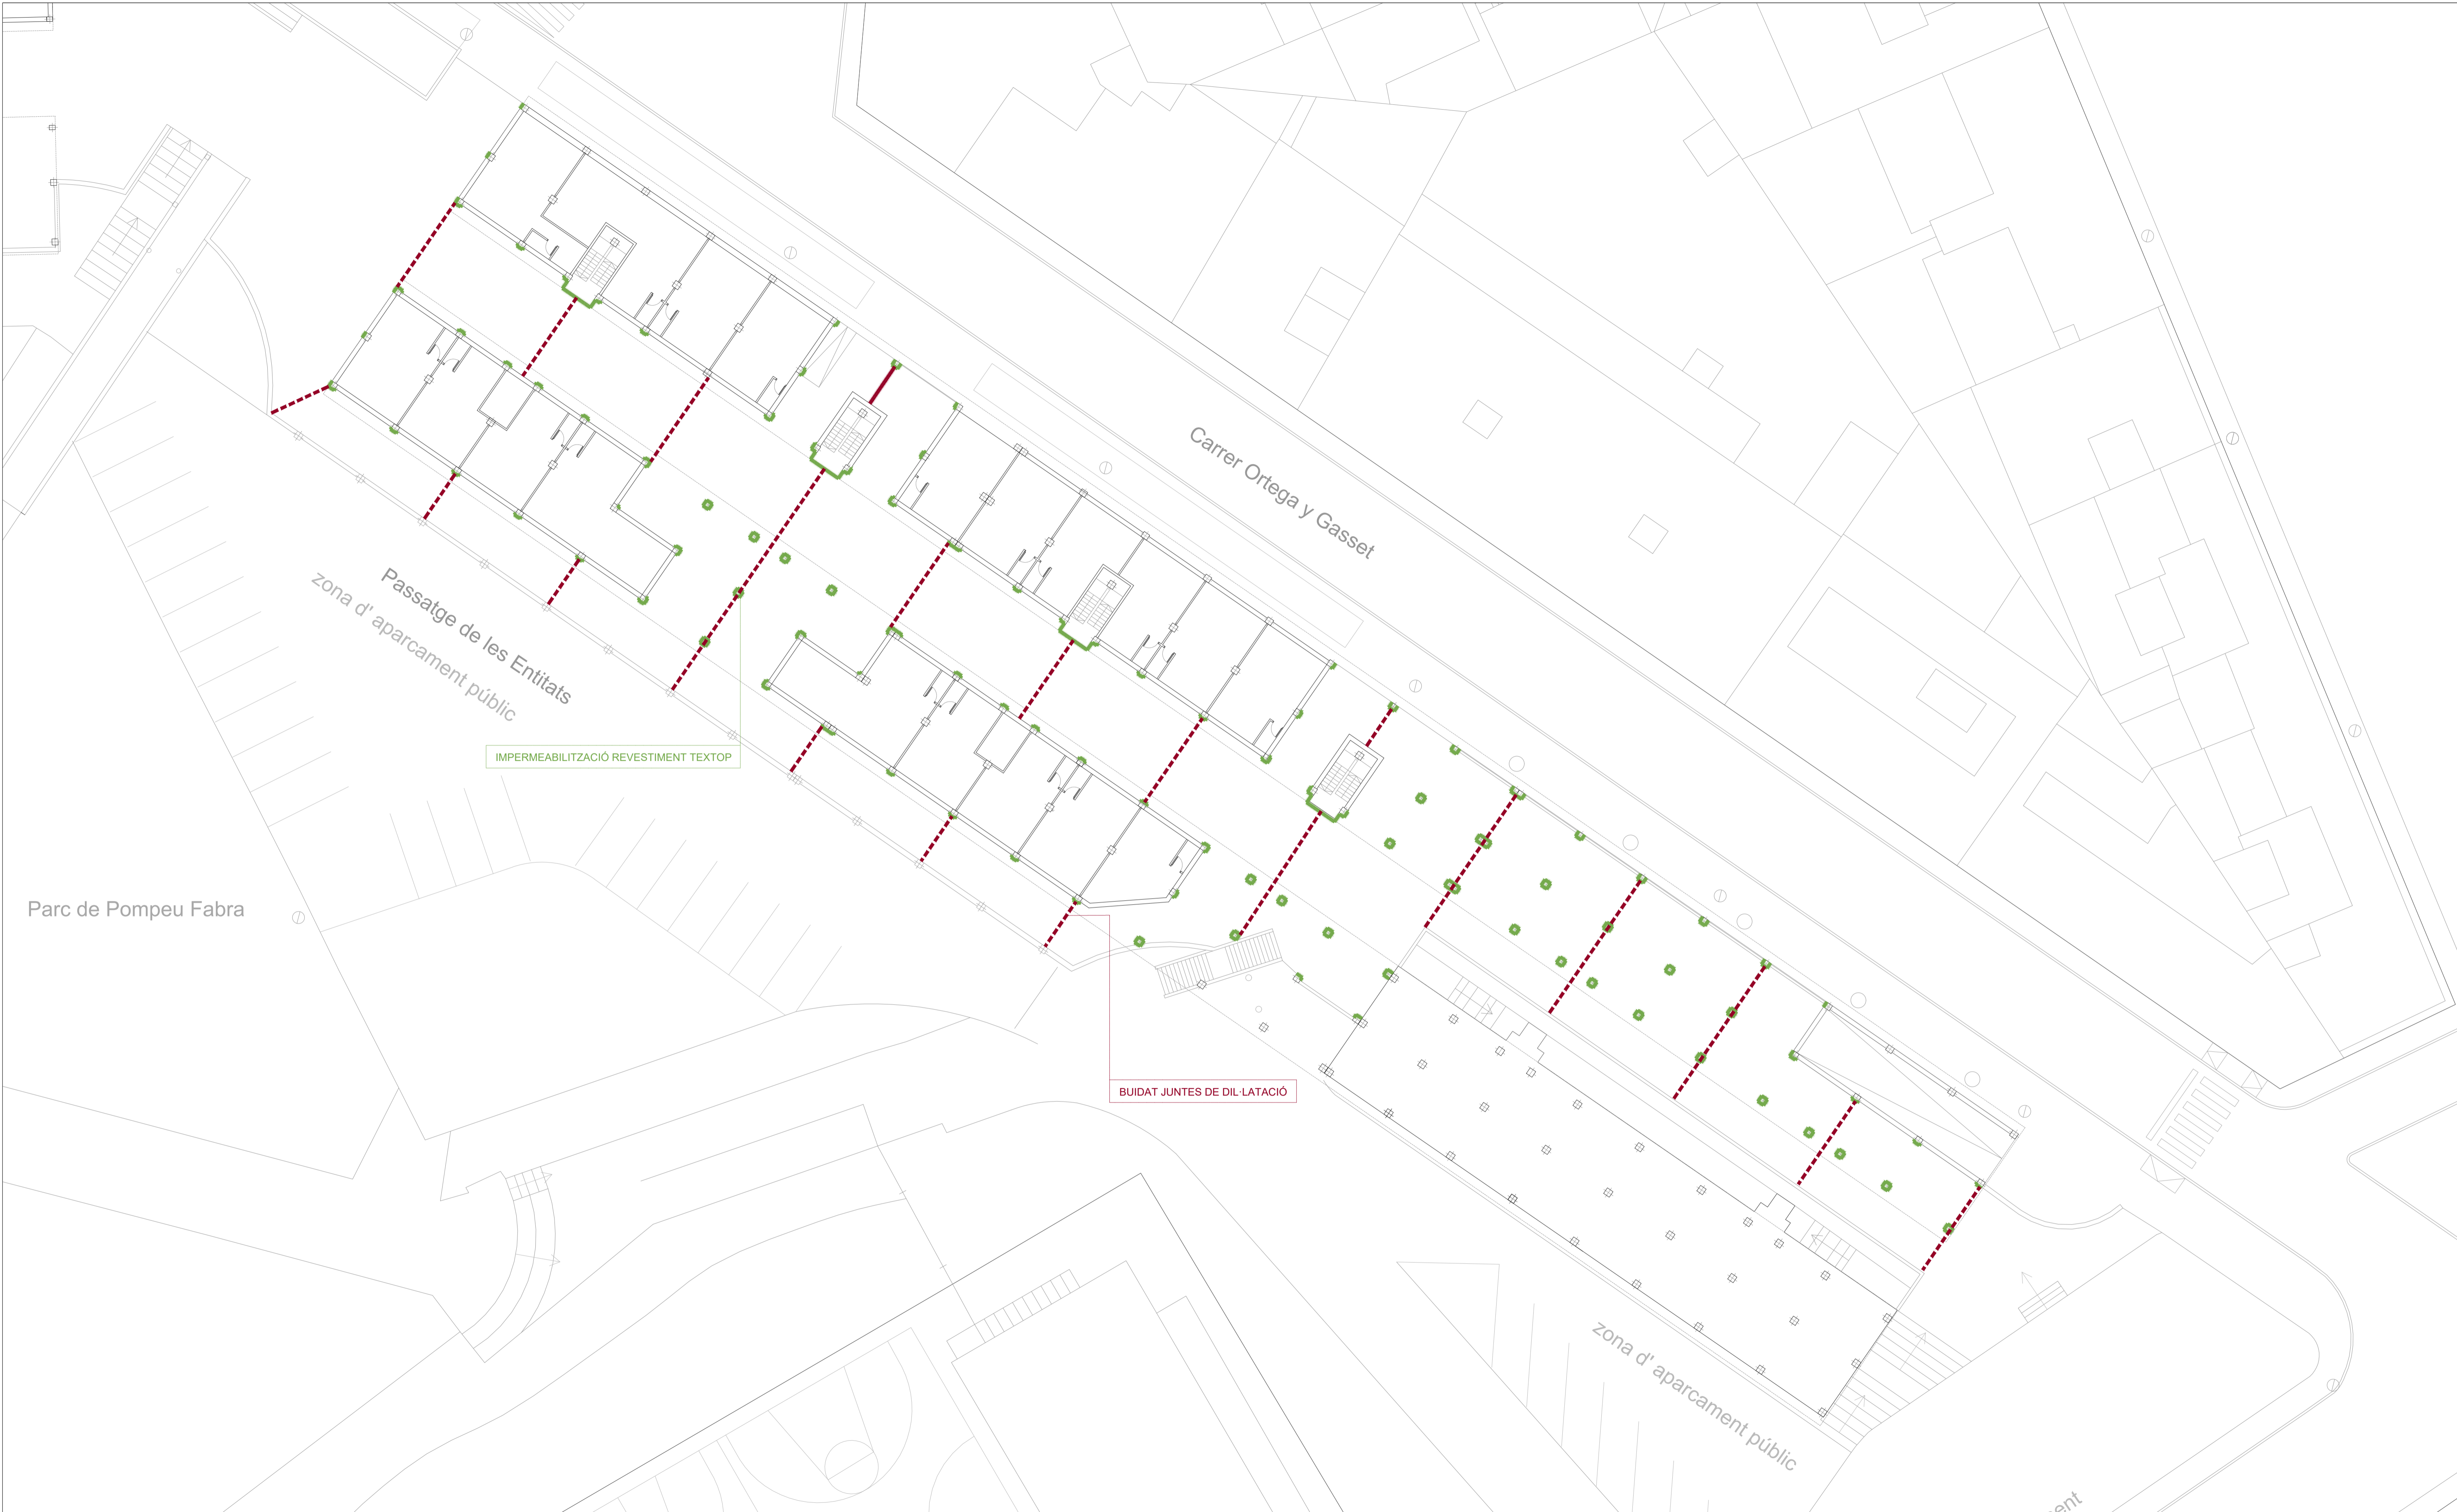 Carrer Ortega y Gasset
Passatge de les Entitats
zona d' aparcament públic
IMPERMEABILITZACIÓ REVESTIMENT TEXTOP
Parc de Pompeu Fabra
BUIDAT JUNTES DE DIL·LATACIÓ
zona d' aparcament públic